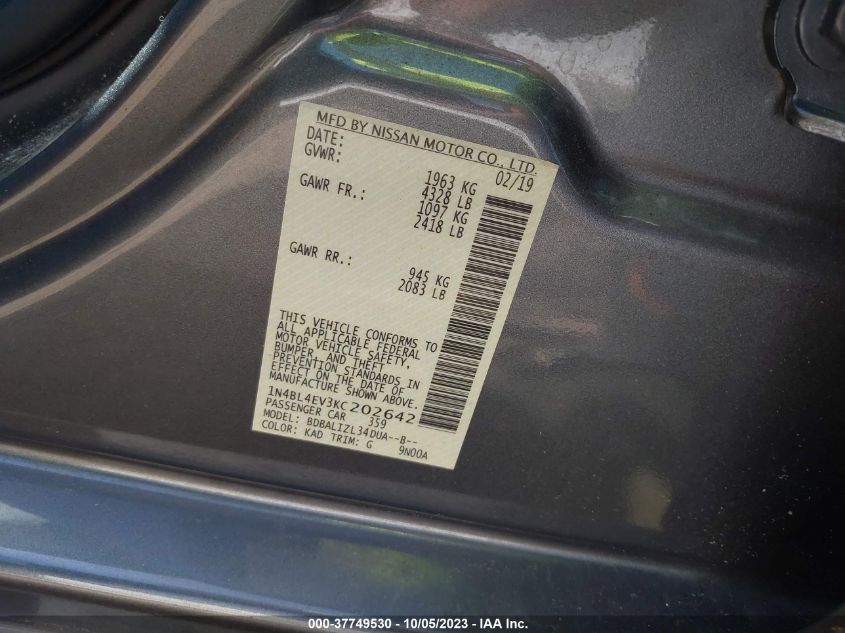 MFD BY NISSAN MOTOR CO., LTD.
DATE: 02/19
GVWR: 1963 KG
4328 LB
GAWR FR.: 1097 KG
2418 LB
GAWR RR.: 945 KG
2083 LB
THIS VEHICLE CONFORMS TO
ALL APPLICABLE FEDERAL
MOTOR VEHICLE SAFETY,
BUMPER, AND THEFT
PREVENTION STANDARDS IN
EFFECT ON THE DATE OF
MANUFACTURE SHOWN ABOVE.
1N4BL4EV3KC202642
PASSENGER CAR 359
MODEL: BDBALIZL34DUA--B--
COLOR: KAD TRIM: G 9N00A
000-37749530 - 10/05/2023 - IAA Inc.